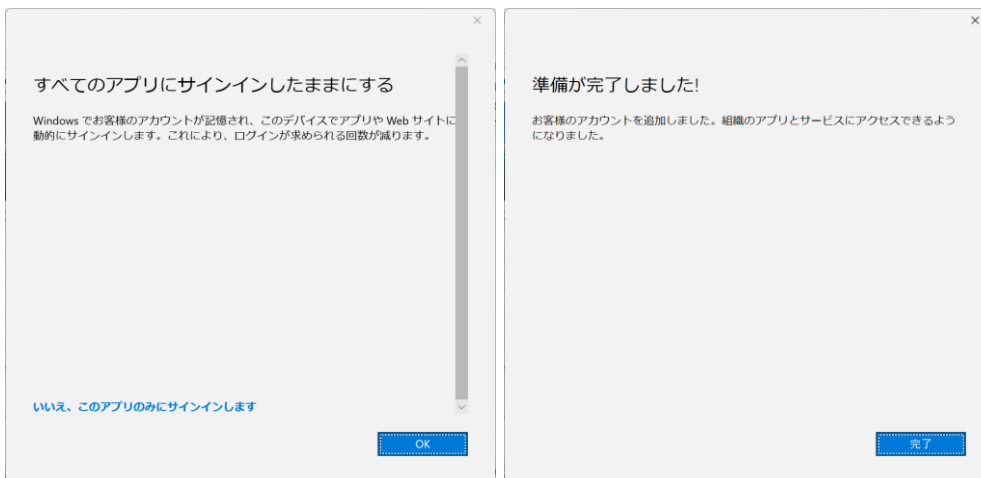 すべてのアプリにサインインしたままにする
Windows でお客様のアカウントが記憶され、このデバイスでアプリや Web サイトに
動的にサインインします。これにより、ログインが求められる回数が減ります。
いいえ、このアプリのみにサインインします
OK
準備が完了しました!
お客様のアカウントを追加しました。組織のアプリとサービスにアクセスできるよう
になりました。
完了